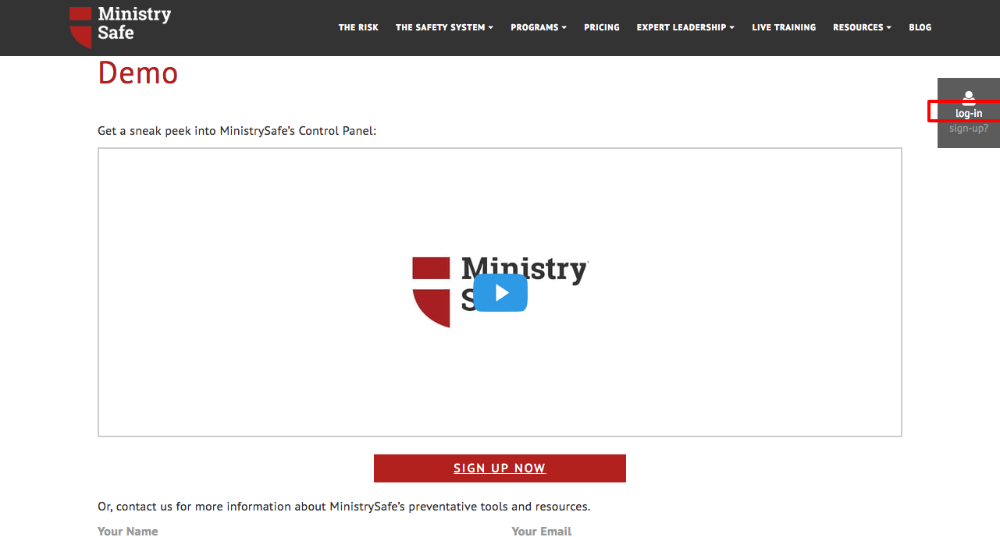 Ministry
Safe
THE RISK THE SAFETY SYSTEM PROGRAMS PRICING EXPERT LEADERSHIP LIVE TRAINING RESOURCES BLOG
Demo
log-in
sign-up?
Get a sneak peek into MinistrySafe's Control Panel:
Ministry
SIGN UP NOW
Or, contact us for more information about MinistrySafe's preventative tools and resources.
Your Name Your Email